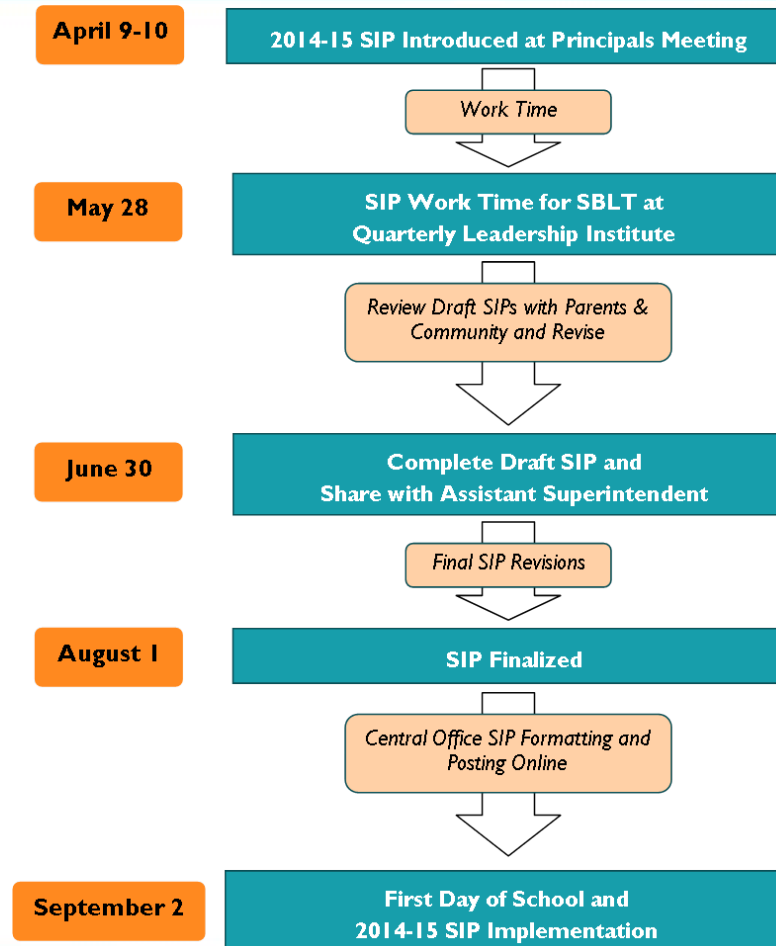 April 9-10
2014-15 SIP Introduced at Principals Meeting
Work Time
May 28
SIP Work Time for SBLT at
Quarterly Leadership Institute
Review Draft SIPs with Parents &
Community and Revise
June 30
Complete Draft SIP and
Share with Assistant Superintendent
Final SIP Revisions
August 1
SIP Finalized
Central Office SIP Formatting and
Posting Online
September 2
First Day of School and
2014-15 SIP Implementation